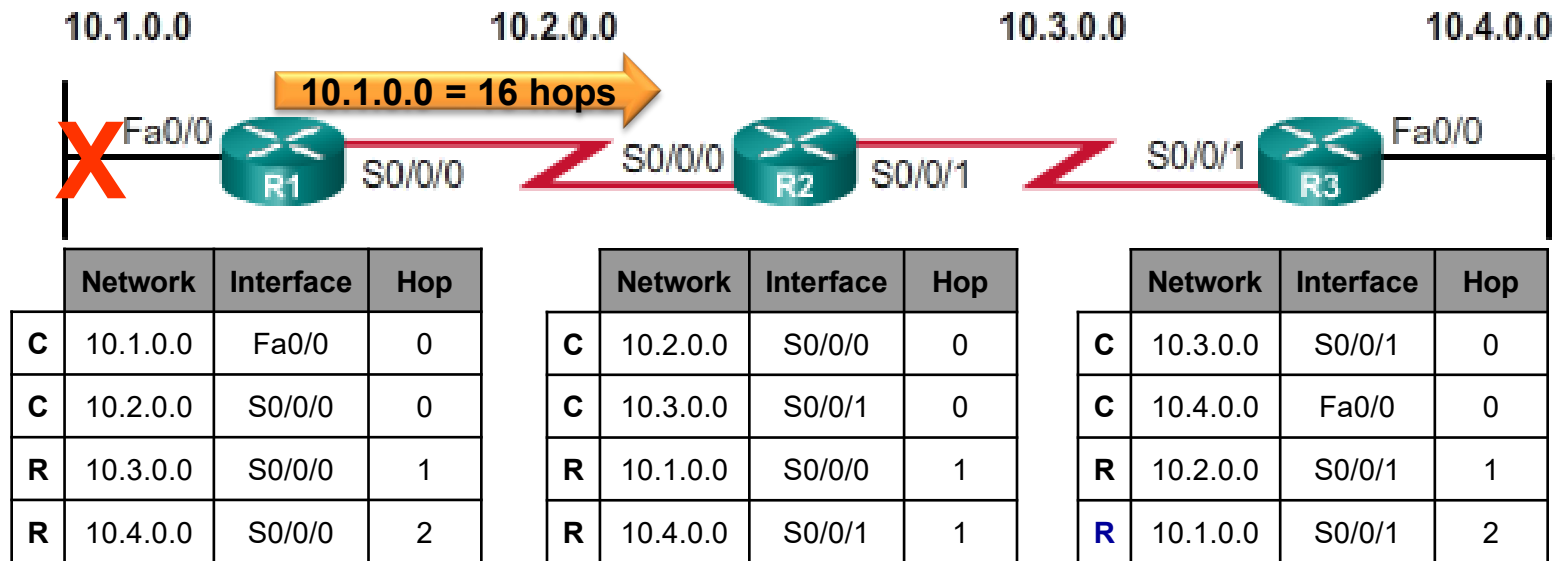 10.1.0.0 10.2.0.0 10.3.0.0 10.4.0.0
10.1.0.0 = 16 hops
X Fa0/0 R1 S0/0/0 S0/0/0 R2 S0/0/1 S0/0/1 R3 Fa0/0
Network Interface Hop
C 10.1.0.0 Fa0/0 0
C 10.2.0.0 S0/0/0 0
R 10.3.0.0 S0/0/0 1
R 10.4.0.0 S0/0/0 2
Network Interface Hop
C 10.2.0.0 S0/0/0 0
C 10.3.0.0 S0/0/1 0
R 10.1.0.0 S0/0/0 1
R 10.4.0.0 S0/0/1 1
Network Interface Hop
C 10.3.0.0 S0/0/1 0
C 10.4.0.0 Fa0/0 0
R 10.2.0.0 S0/0/1 1
R 10.1.0.0 S0/0/1 2